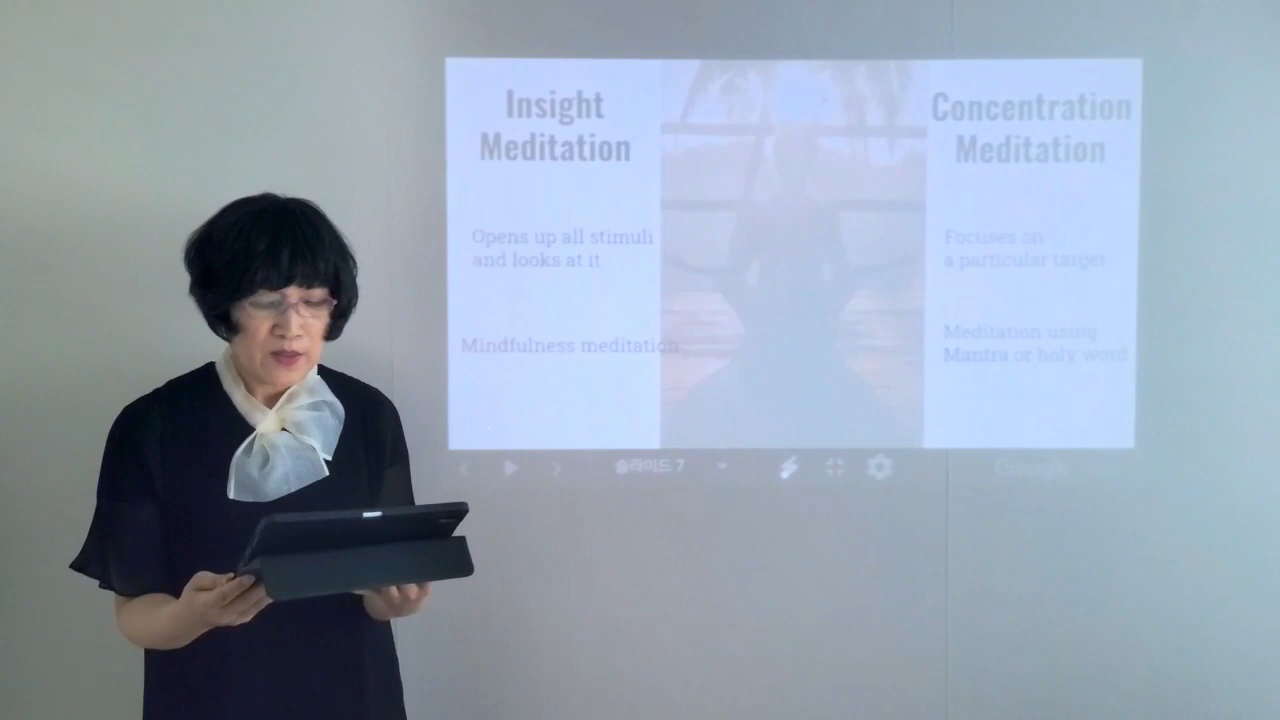 Insight
Meditation
Opens up all stimuli
and looks at it
Mindfulness meditation
Concentration
Meditation
Focuses on
a particular target
Meditation using
Mantra or holy word
슬라이드 7